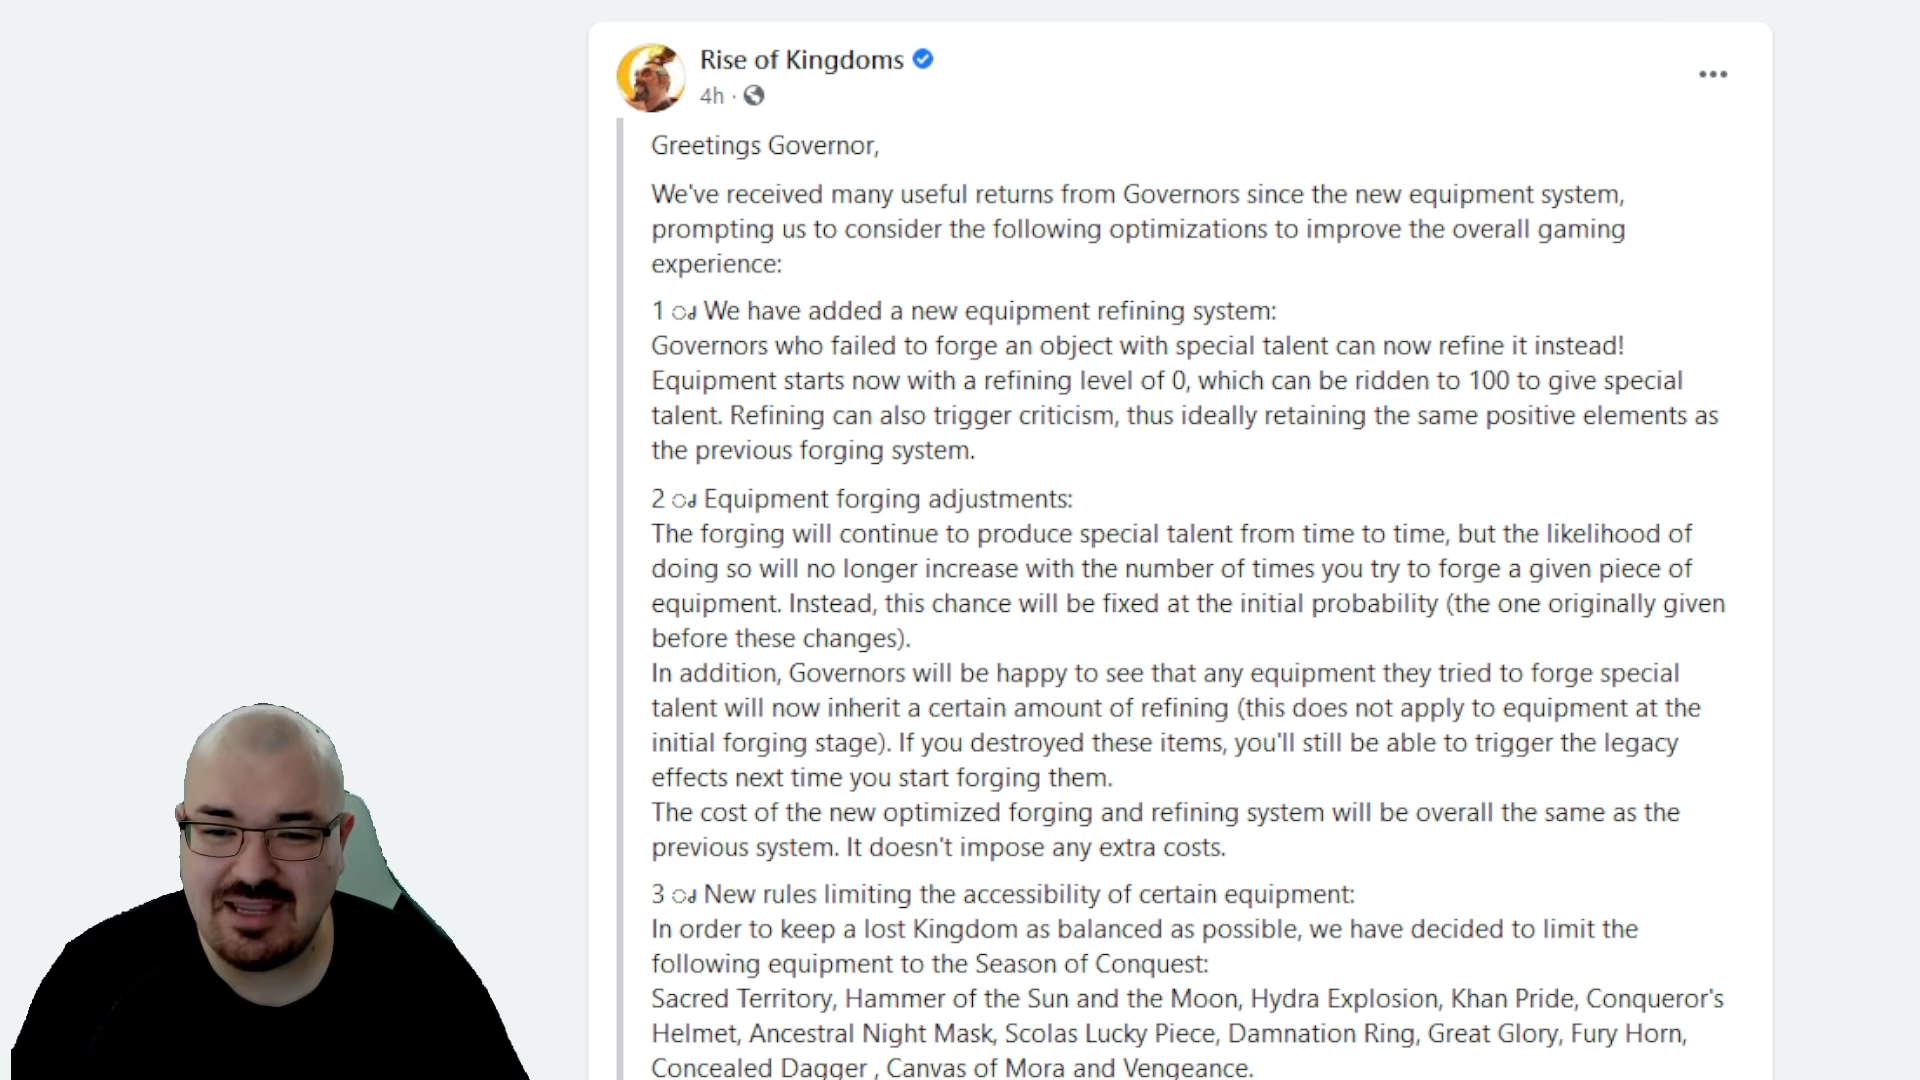 Rise of Kingdoms
4h ·
Greetings Governor,
We've received many useful returns from Governors since the new equipment system,
prompting us to consider the following optimizations to improve the overall gaming
experience:
1 We have added a new equipment refining system:
Governors who failed to forge an object with special talent can now refine it instead!
Equipment starts now with a refining level of 0, which can be ridden to 100 to give special
talent. Refining can also trigger criticism, thus ideally retaining the same positive elements as
the previous forging system.
2 Equipment forging adjustments:
The forging will continue to produce special talent from time to time, but the likelihood of
doing so will no longer increase with the number of times you try to forge a given piece of
equipment. Instead, this chance will be fixed at the initial probability (the one originally given
before these changes).
In addition, Governors will be happy to see that any equipment they tried to forge special
talent will now inherit a certain amount of refining (this does not apply to equipment at the
initial forging stage). If you destroyed these items, you'll still be able to trigger the legacy
effects next time you start forging them.
The cost of the new optimized forging and refining system will be overall the same as the
previous system. It doesn't impose any extra costs.
3 New rules limiting the accessibility of certain equipment:
In order to keep a lost Kingdom as balanced as possible, we have decided to limit the
following equipment to the Season of Conquest:
Sacred Territory, Hammer of the Sun and the Moon, Hydra Explosion, Khan Pride, Conqueror's
Helmet, Ancestral Night Mask, Scolas Lucky Piece, Damnation Ring, Great Glory, Fury Horn,
Concealed Dagger , Canvas of Mora and Vengeance.